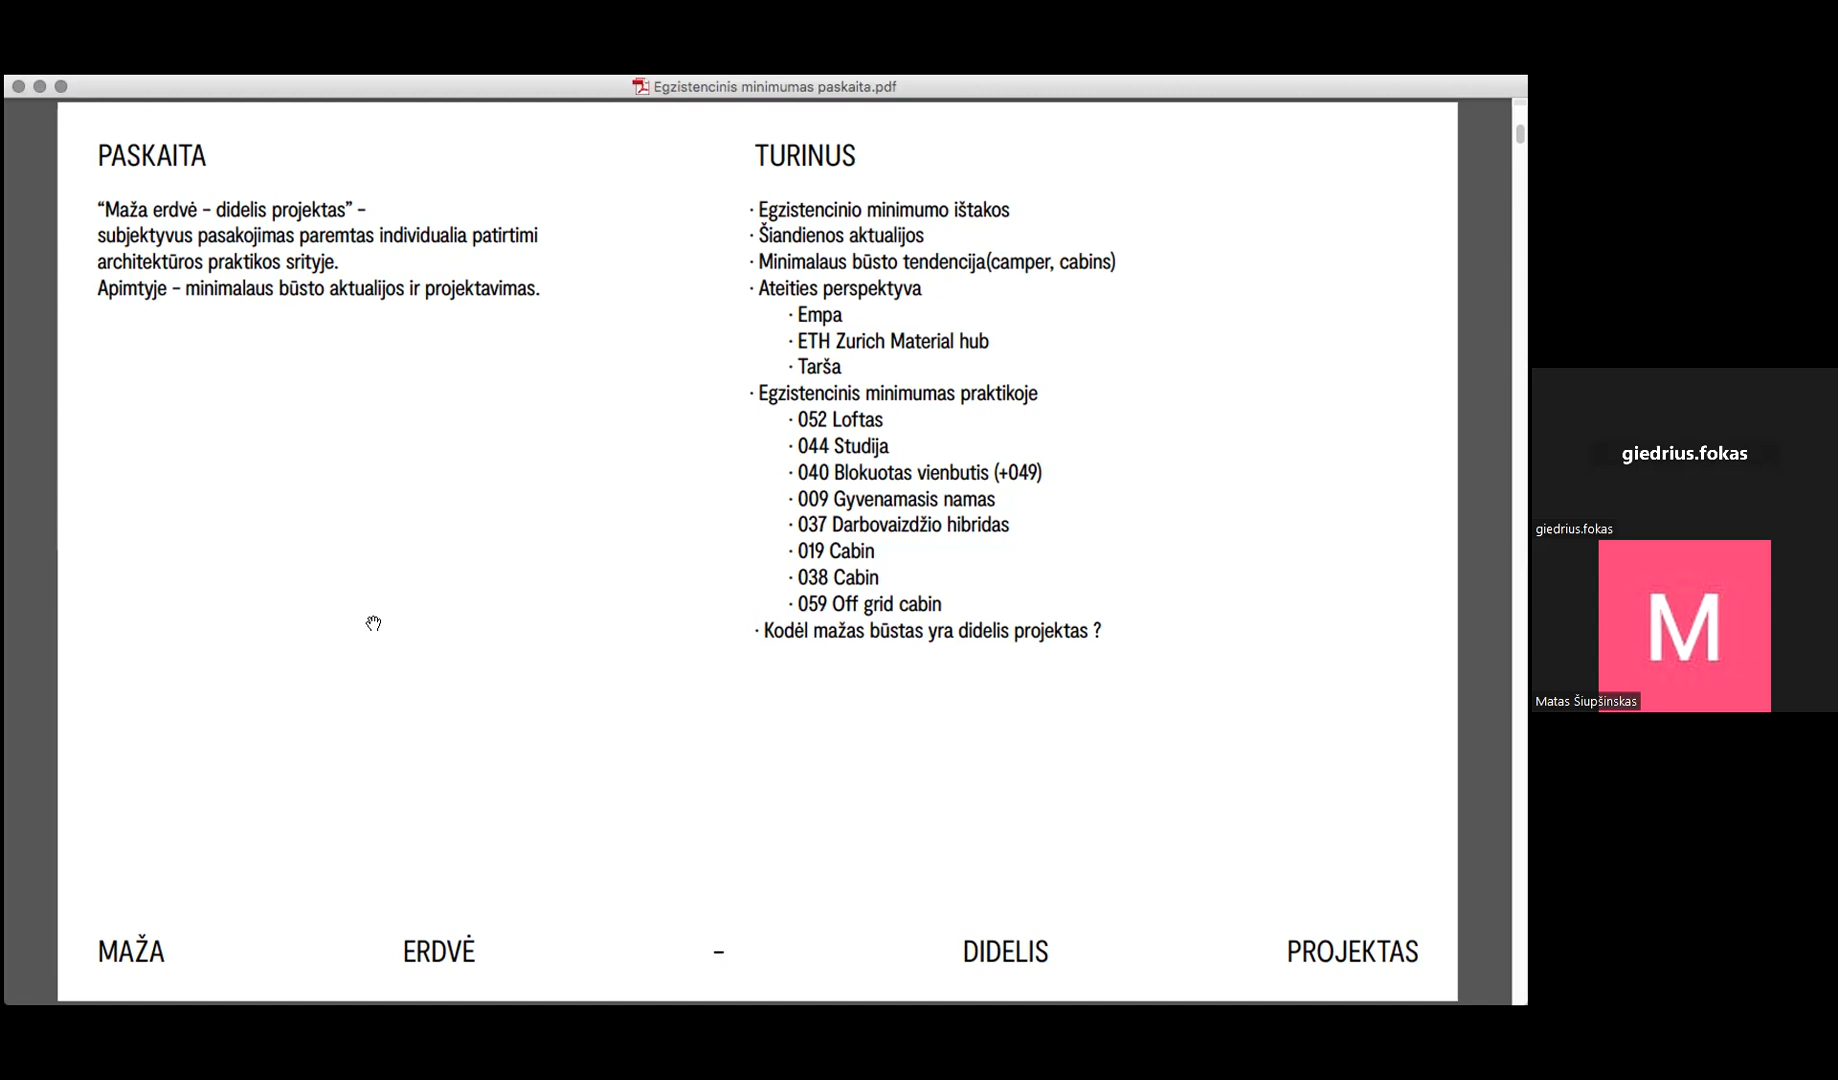 Egzistencinis minimumas paskaita.pdf
PASKAITA
“Maža erdvė – didelis projektas” –
subjektyvus pasakojimas paremtas individualia patirtimi
architektūros praktikos srityje.
Apimtyje – minimalaus būsto aktualijos ir projektavimas.
TURINUS
· Egzistencinio minimumo ištakos
· Šiandienos aktualijos
· Minimalaus būsto tendencija(camper, cabins)
· Ateities perspektyva
· Empa
· ETH Zurich Material hub
· Tarša
· Egzistencinis minimumas praktikoje
· 052 Loftas
· 044 Studija
· 040 Blokuotas vienbutis (+049)
· 009 Gyvenamasis namas
· 037 Darbovaizdžio hibridas
· 019 Cabin
· 038 Cabin
· 059 Off grid cabin
· Kodėl mažas būstas yra didelis projektas ?
MAŽA ERDVĖ – DIDELIS PROJEKTAS
giedrius.fokas
giedrius.fokas
M
Matas Šiupšinskas